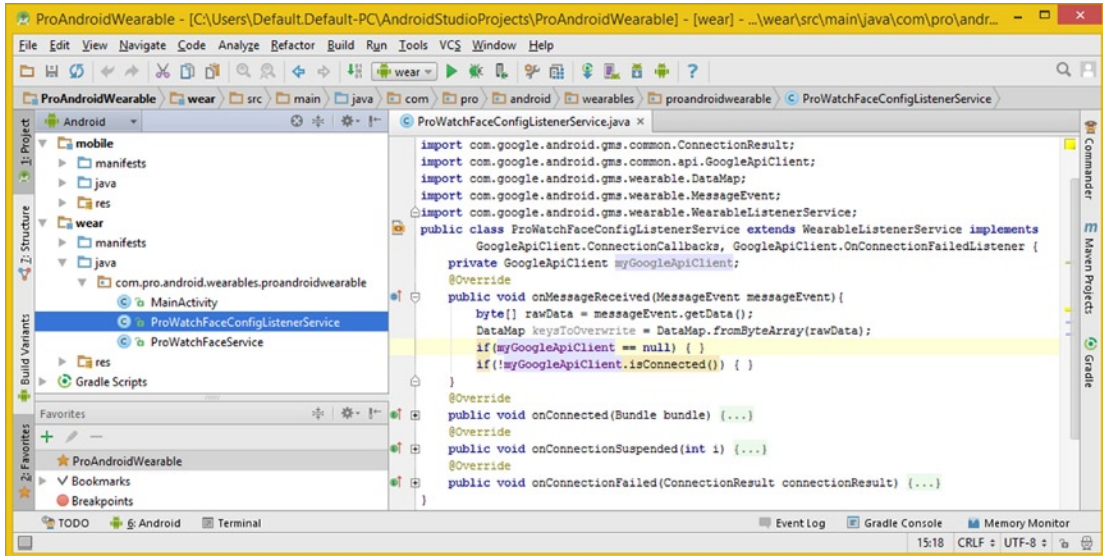 ProAndroidWearable - [C:\Users\Default.Default-PC\AndroidStudioProjects\ProAndroidWearable] - [wear] - ...\wear\src\main\java\com\pro\andr...
File Edit View Navigate Code Analyze Refactor Build Run Tools VCS Window Help
wear
ProAndroidWearable wear src main java com pro android wearables proandroidwearable ProWatchFaceConfigListenerService
1: Project
7: Structure
Build Variants
2: Favorites
Android
mobile
manifests
java
res
wear
manifests
java
com.pro.android.wearables.proandroidwearable
MainActivity
ProWatchFaceConfigListenerService
ProWatchFaceService
res
Gradle Scripts
Favorites
ProAndroidWearable
Bookmarks
Breakpoints
ProWatchFaceConfigListenerService.java
import com.google.android.gms.common.ConnectionResult;
import com.google.android.gms.common.api.GoogleApiClient;
import com.google.android.gms.wearable.DataMap;
import com.google.android.gms.wearable.MessageEvent;
import com.google.android.gms.wearable.WearableListenerService;
public class ProWatchFaceConfigListenerService extends WearableListenerService implements
GoogleApiClient.ConnectionCallbacks, GoogleApiClient.OnConnectionFailedListener {
private GoogleApiClient myGoogleApiClient;
@Override
public void onMessageReceived(MessageEvent messageEvent){
byte[] rawData = messageEvent.getData();
DataMap keysToOverwrite = DataMap.fromByteArray(rawData);
if(myGoogleApiClient == null) { }
if(!myGoogleApiClient.isConnected()) { }
}
@Override
public void onConnected(Bundle bundle) {...}
@Override
public void onConnectionSuspended(int i) {...}
@Override
public void onConnectionFailed(ConnectionResult connectionResult) {...}
}
Commander
Maven Projects
Gradle
TODO 6: Android Terminal Event Log Gradle Console Memory Monitor
15:18 CRLF UTF-8